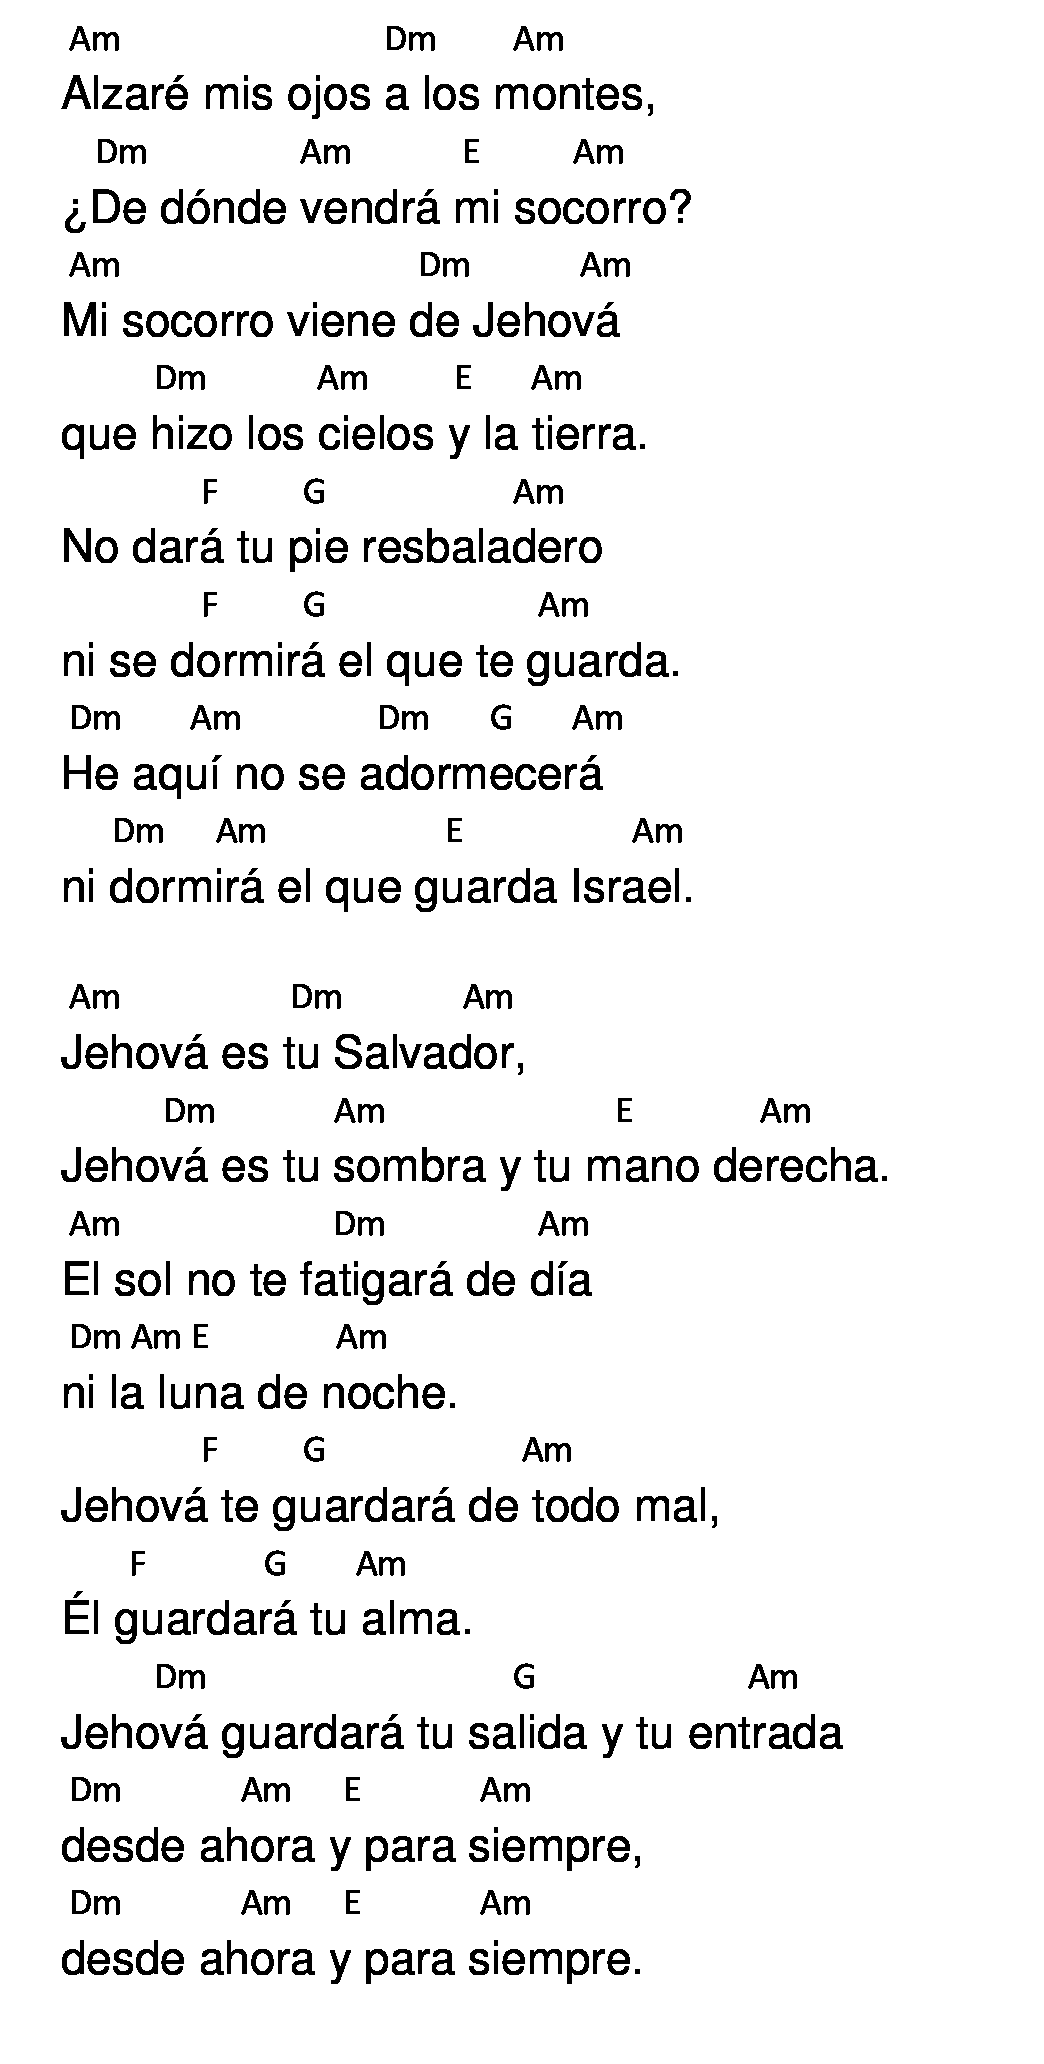 Am Dm Am
Alzaré mis ojos a los montes,
Dm Am E Am
¿De dónde vendrá mi socorro?
Am Dm Am
Mi socorro viene de Jehová
Dm Am E Am
que hizo los cielos y la tierra.
F G Am
No dará tu pie resbaladero
F G Am
ni se dormirá el que te guarda.
Dm Am Dm G Am
He aquí no se adormecerá
Dm Am E Am
ni dormirá el que guarda Israel.
Am Dm Am
Jehová es tu Salvador,
Dm Am E Am
Jehová es tu sombra y tu mano derecha.
Am Dm Am
El sol no te fatigará de día
Dm Am E Am
ni la luna de noche.
F G Am
Jehová te guardará de todo mal,
F G Am
Él guardará tu alma.
Dm G Am
Jehová guardará tu salida y tu entrada
Dm Am E Am
desde ahora y para siempre,
Dm Am E Am
desde ahora y para siempre.